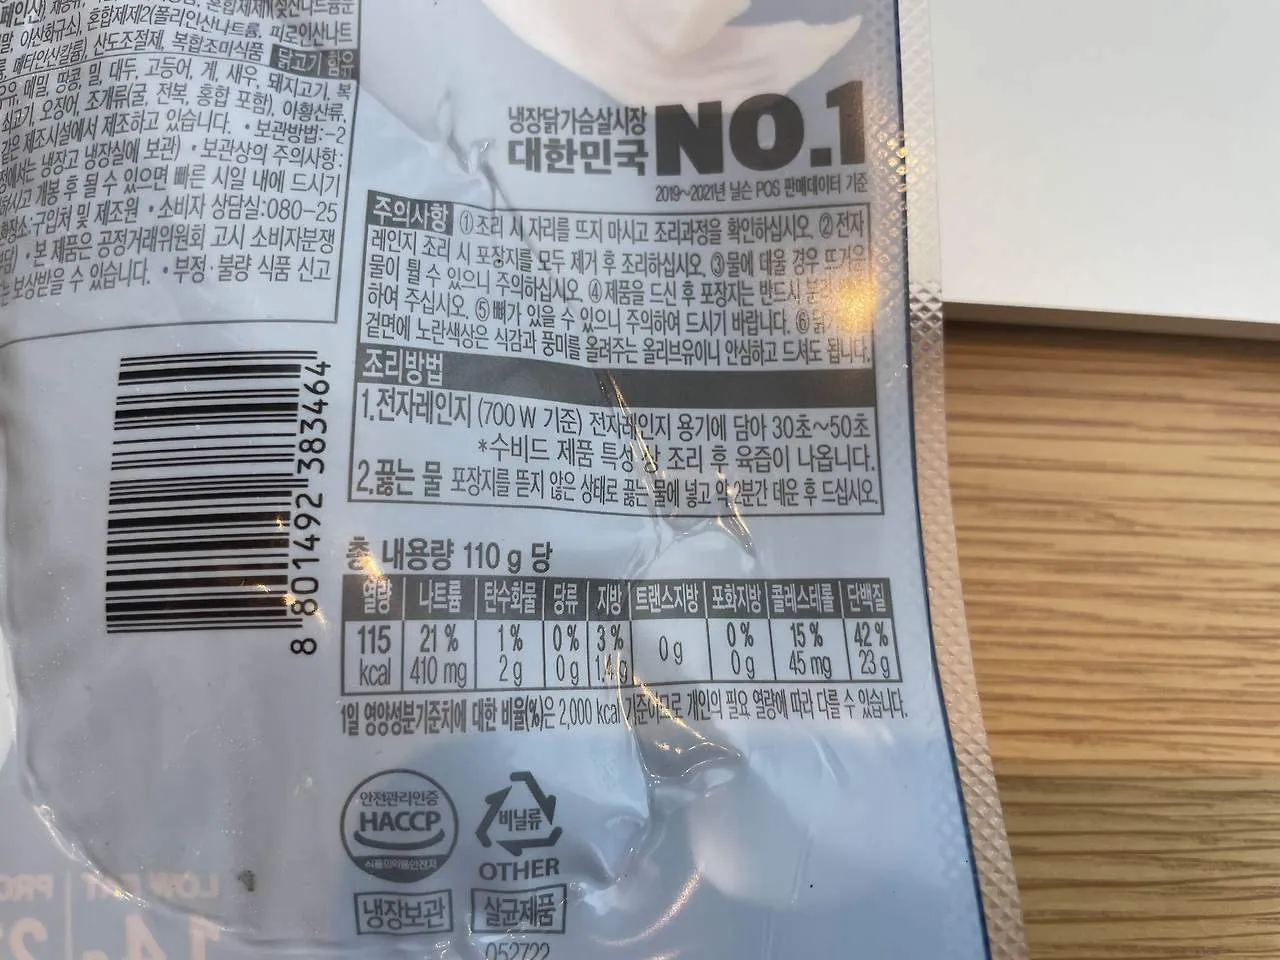 혼합제제2(폴리인산나트륨, 피로인산나트
메타인산칼륨), 산도조절제, 복합조미식품 닭고기 함유
메밀, 땅콩, 밀, 대두, 고등어, 게, 새우, 돼지고기, 복
쇠고기, 오징어, 조개류(굴, 전복, 홍합 포함), 아황산류,
같은 제조시설에서 제조하고 있습니다. • 보관방법:-2
냉장고 냉장실에 보관) • 보관상의 주의사항:
개봉 후 될 수 있으면 빠른 시일 내에 드시기
구입처 및 제조원 • 소비자 상담실:080-25
• 본 제품은 공정거래위원회 고시 소비자분쟁
보상받을 수 있습니다. • 부정·불량 식품 신고
냉장닭가슴살시장
대한민국 NO.1
2019~2021년 닐슨 POS 판매데이터 기준
주의사항 ①조리 시 자리를 뜨지 마시고 조리과정을 확인하십시오. ②전자
레인지 조리 시 포장지를 모두 제거 후 조리하십시오. ③물에 데울 경우 뜨거운
물이 튈 수 있으니 주의하십시오. ④제품을 드신 후 포장지는 반드시
하여 주십시오. ⑤뼈가 있을 수 있으니 주의하여 드시기 바랍니다. ⑥
겉면에 노란색상은 식감과 풍미를 올려주는 올리브유이니 안심하고 드셔도 됩니다.
조리방법
1.전자레인지 (700W 기준) 전자레인지 용기에 담아 30초~50초
*수비드 제품 특성 상 조리 후 육즙이 나옵니다.
2.끓는 물 포장지를 뜯지 않은 상태로 끓는 물에 넣고 약 2분간 데운 후 드십시오.
8 801492 383464
총 내용량 110 g 당
열량 나트륨 탄수화물 당류 지방 트랜스지방 포화지방 콜레스테롤 단백질
115 21 % 1 % 0 % 3 % 0 g 0 % 15 % 42 %
kcal 410 mg 2 g 0 g 1.4 g 0 g 45 mg 23 g
1일 영양성분기준치에 대한 비율(%)은 2,000 kcal 기준이므로 개인의 필요 열량에 따라 다를 수 있습니다.
안전관리인증
HACCP
식품의약품안전처
비닐류
OTHER
냉장보관 살균제품
052722